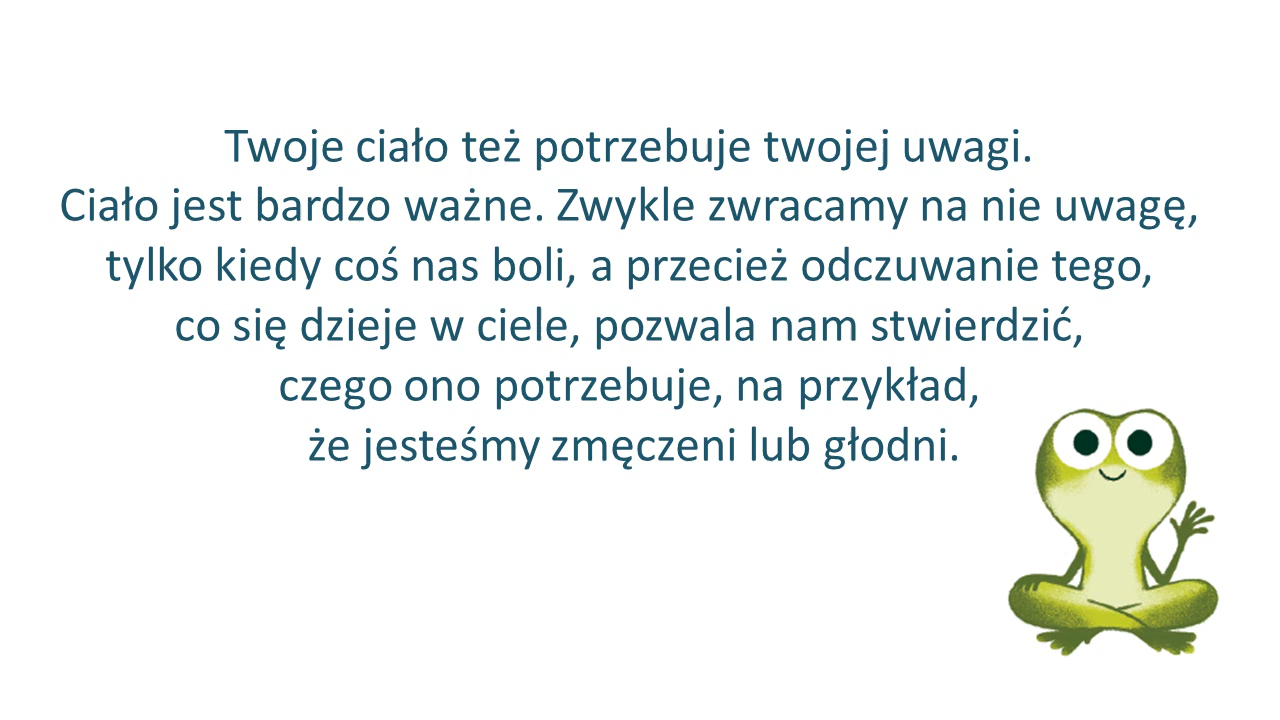 Twoje ciało też potrzebuje twojej uwagi.
Ciało jest bardzo ważne. Zwykle zwracamy na nie uwagę,
tylko kiedy coś nas boli, a przecież odczuwanie tego,
co się dzieje w ciele, pozwala nam stwierdzić,
czego ono potrzebuje, na przykład,
że jesteśmy zmęczeni lub głodni.